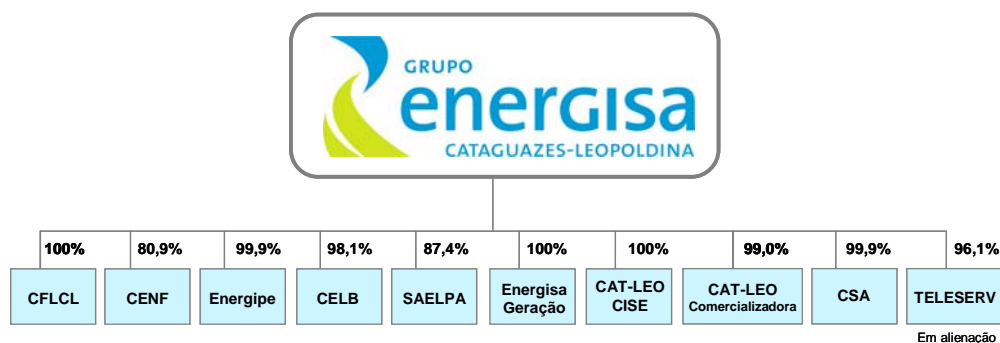 GRUPO
energisa
CATAGUAZES-LEOPOLDINA
100% 80,9% 99,9% 98,1% 87,4% 100% 100% 99,0% 99,9% 96,1%
CFLCL CENF Energipe CELB SAELPA Energisa Geração CAT-LEO CISE CAT-LEO Comercializadora CSA TELESERV
Em alienação